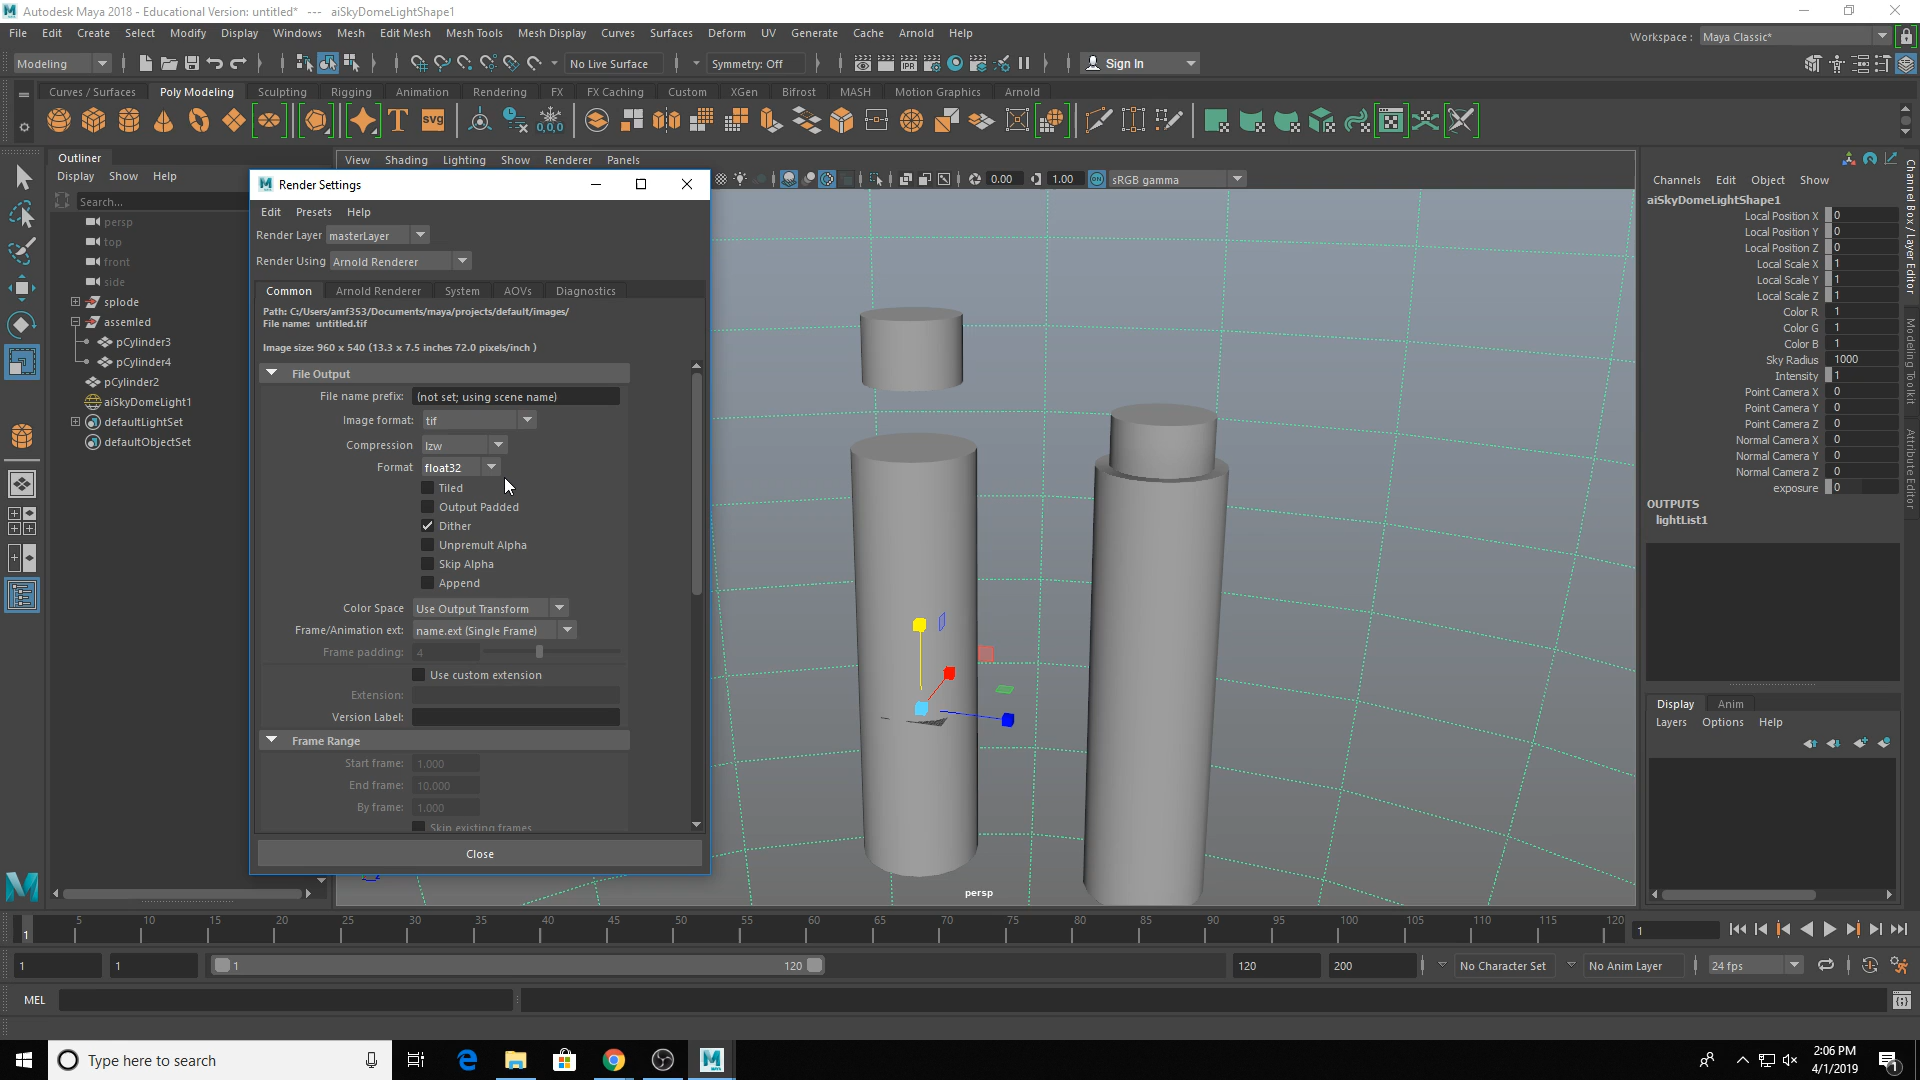 Autodesk Maya 2018 - Educational Version: untitled*   ---   aiSkyDomeLightShape1
File Edit Create Select Modify Display Windows Mesh Edit Mesh Mesh Tools Mesh Display Curves Surfaces Deform UV Generate Cache Arnold Help
Workspace : Maya Classic*
Modeling No Live Surface Symmetry: Off IPR Sign In
Curves / Surfaces Poly Modeling Sculpting Rigging Animation Rendering FX FX Caching Custom XGen Bifrost MASH Motion Graphics Arnold
T SVG 0,0,0
Outliner
Display Show Help
Search...
persp
top
front
side
splode
assemled
pCylinder3
pCylinder4
pCylinder2
aiSkyDomeLight1
defaultLightSet
defaultObjectSet
View Shading Lighting Show Renderer Panels
0.00 1.00 ON sRGB gamma
Render Settings
Edit Presets Help
Render Layer masterLayer
Render Using Arnold Renderer
Common Arnold Renderer System AOVs Diagnostics
Path: C:/Users/amf353/Documents/maya/projects/default/images/
File name: untitled.tif
Image size: 960 x 540 (13.3 x 7.5 inches 72.0 pixels/inch )
File Output
File name prefix: (not set; using scene name)
Image format: tif
Compression lzw
Format float32
Tiled
Output Padded
Dither
Unpremult Alpha
Skip Alpha
Append
Color Space Use Output Transform
Frame/Animation ext: name.ext (Single Frame)
Frame padding: 4
Use custom extension
Extension:
Version Label:
Frame Range
Start frame: 1.000
End frame: 10.000
By frame: 1.000
Skip existing frames
Close
persp
Channels Edit Object Show
aiSkyDomeLightShape1
Local Position X 0
Local Position Y 0
Local Position Z 0
Local Scale X 1
Local Scale Y 1
Local Scale Z 1
Color R 1
Color G 1
Color B 1
Sky Radius 1000
Intensity 1
Point Camera X 0
Point Camera Y 0
Point Camera Z 0
Normal Camera X 0
Normal Camera Y 0
Normal Camera Z 0
exposure 0
OUTPUTS
lightList1
Channel Box / Layer Editor
Modeling Toolkit
Attribute Editor
Display Anim
Layers Options Help
5 10 15 20 25 30 35 40 45 50 55 60 65 70 75 80 85 90 95 100 105 110 115 120
1 1
1 1 1 120 120 200 No Character Set No Anim Layer 24 fps
MEL
Type here to search
2:06 PM
4/1/2019
1